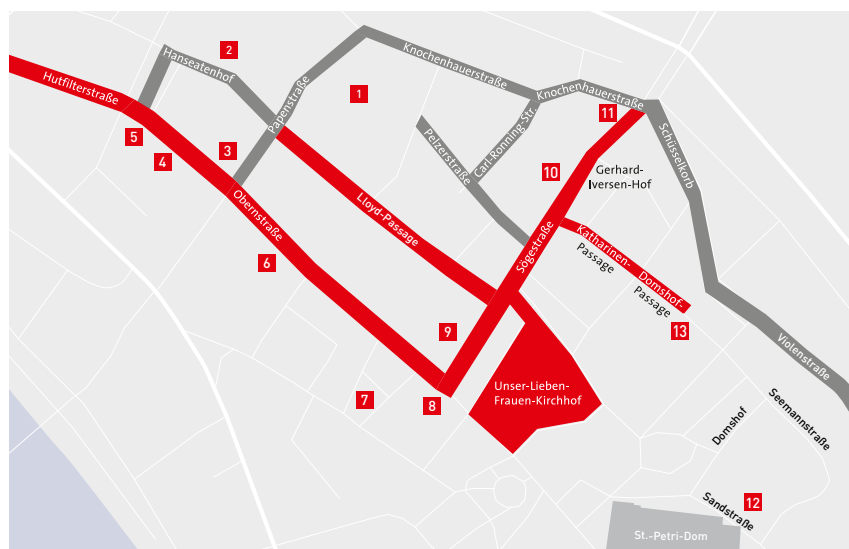 2
Hanseatenhof
Knochenhauerstraße
Hutfilterstraße
1
Knochenhauerstraße
5
4
3
Papenstraße
11
Pelzerstraße
Carl-Ronning-Str.
Schüsselkorb
10
Gerhard-
Iversen-Hof
Obernstraße
Lloyd-Passage
6
Sögestraße
Katharinen-
Passage
Domshof-
Passage
9
13
Violenstraße
7
8
Unser-Lieben-
Frauen-Kirchhof
Seemannstraße
Domshof
12
Sandstraße
St.-Petri-Dom